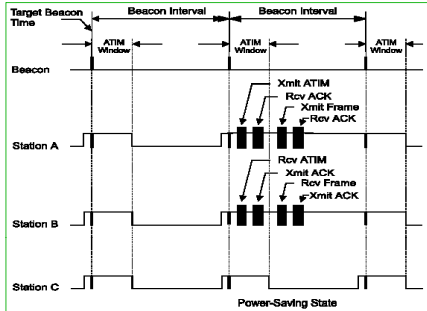 Target Beacon Time
Beacon Interval
Beacon Interval
ATIM Window
ATIM Window
ATIM Window
Beacon
Xmit ATIM
Rcv ACK
Xmit Frame
Rcv ACK
Station A
Rcv ATIM
Xmit ACK
Rcv Frame
Xmit ACK
Station B
Station C
Power-Saving State